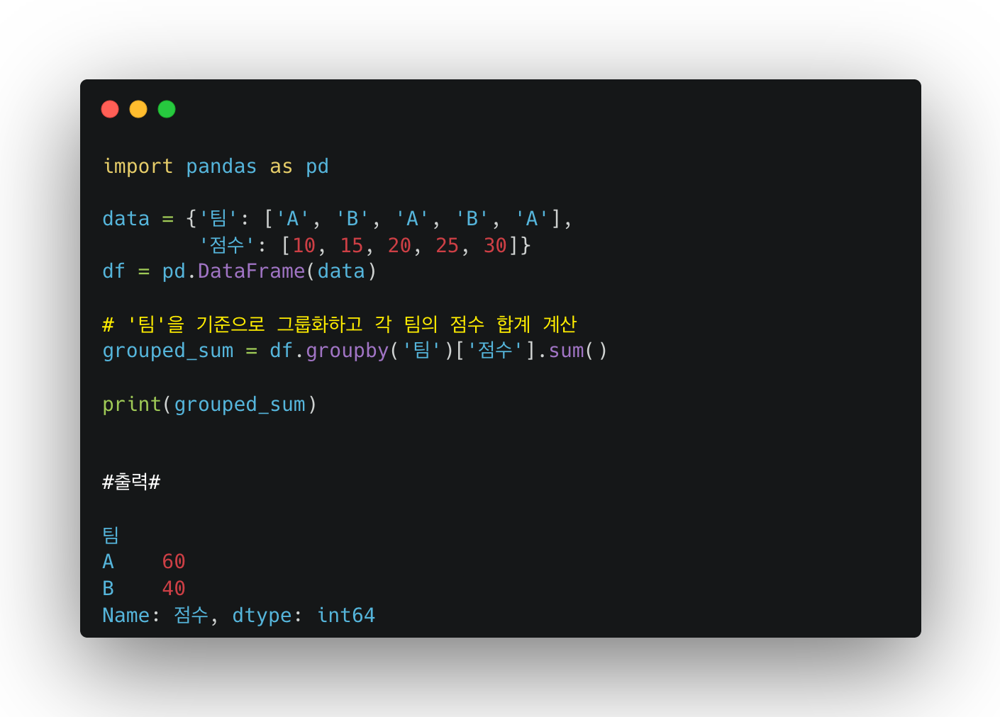 import pandas as pd
data = {'팀': ['A', 'B', 'A', 'B', 'A'],
        '점수': [10, 15, 20, 25, 30]}
df = pd.DataFrame(data)
# '팀'을 기준으로 그룹화하고 각 팀의 점수 합계 계산
grouped_sum = df.groupby('팀')['점수'].sum()
print(grouped_sum)
#출력#
팀
A    60
B    40
Name: 점수, dtype: int64